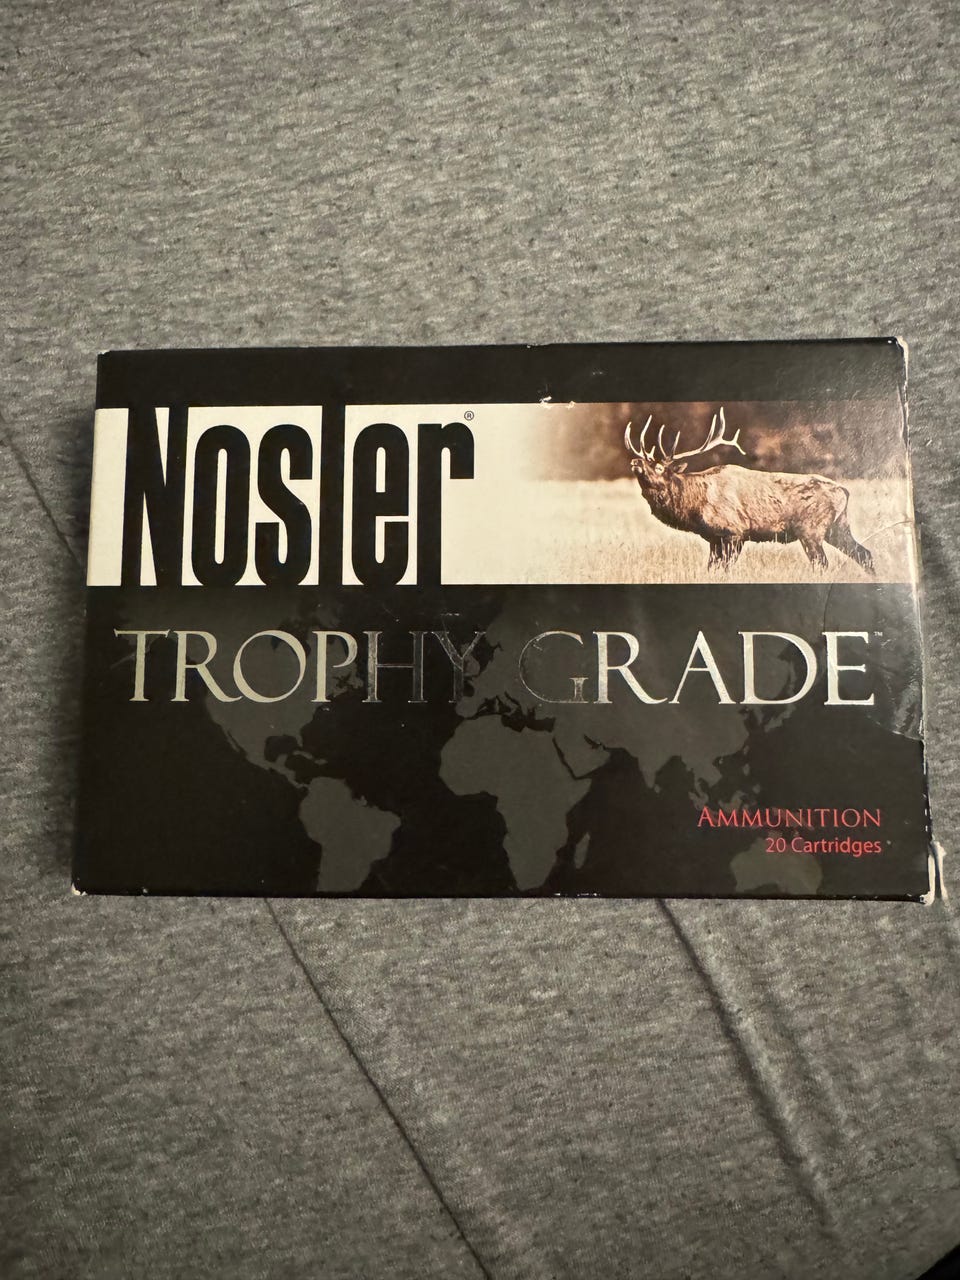 Nosler®
TROPHY GRADE™
AMMUNITION
20 Cartridges